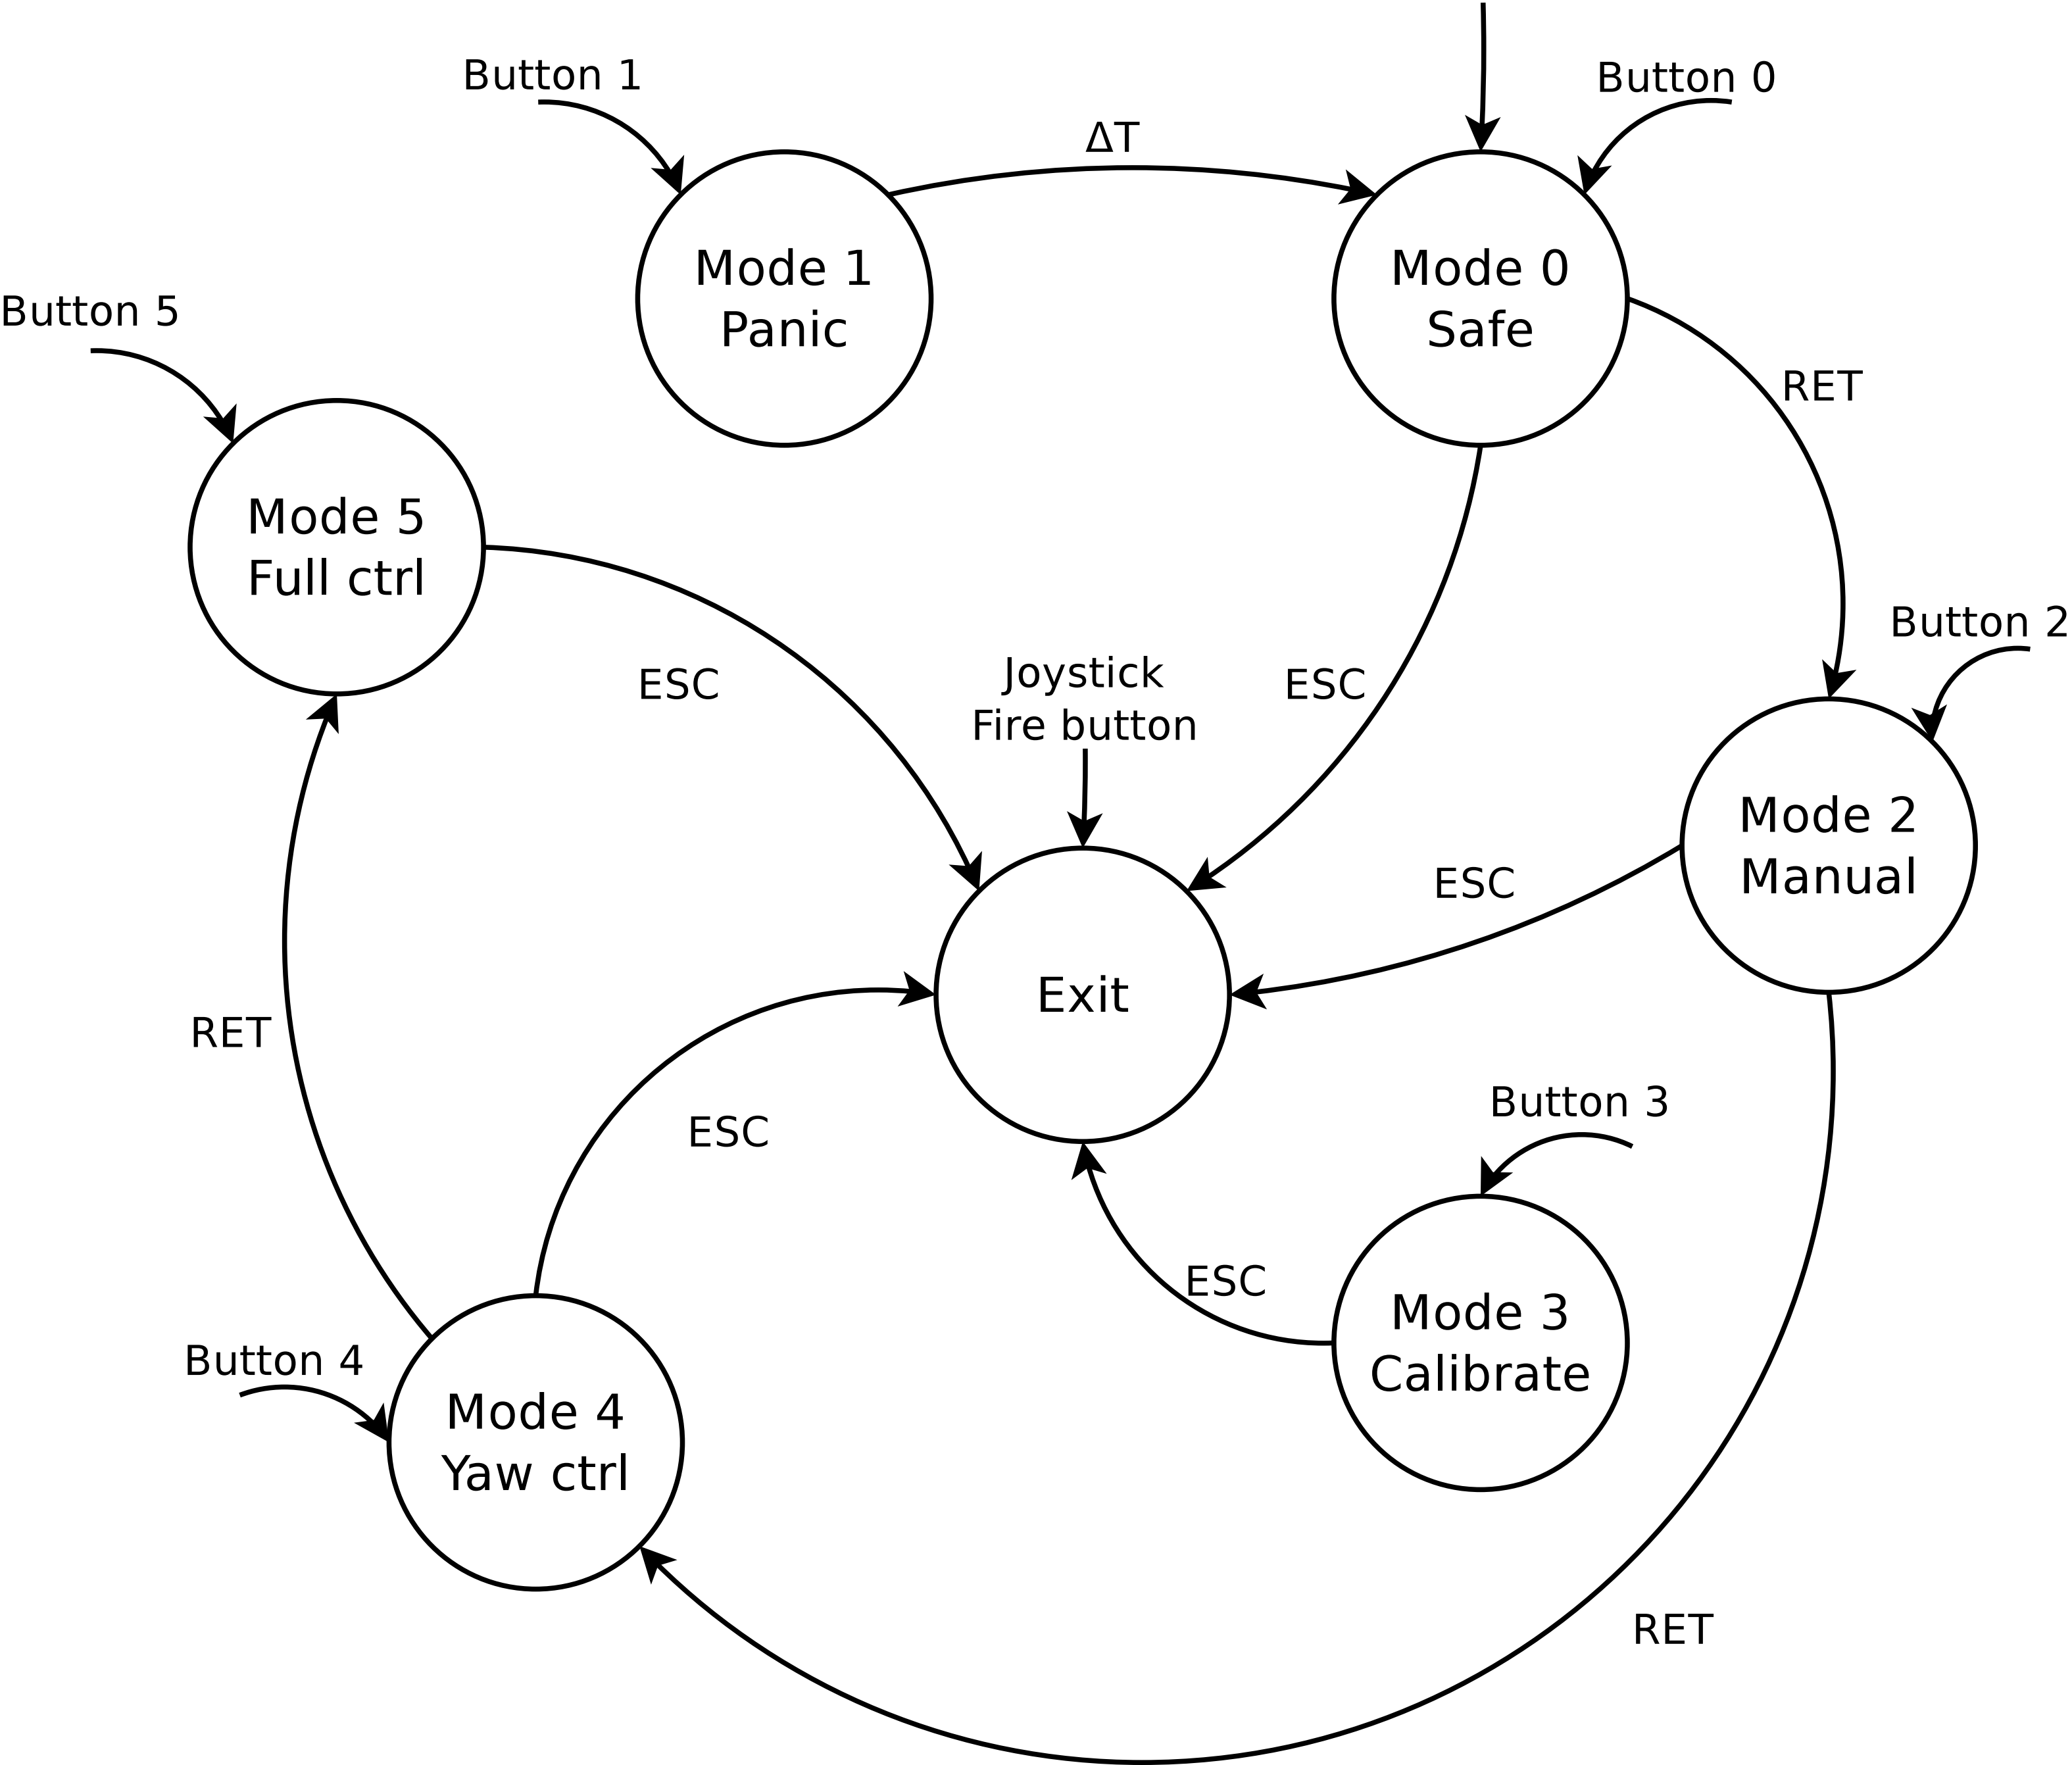 Button 1
Button 0
ΔT
Mode 1
Panic
Mode 0
Safe
Button 5
RET
Mode 5
Full ctrl
Button 2
ESC
Joystick
Fire button
ESC
Mode 2
Manual
ESC
Exit
RET
ESC
Button 3
ESC
Mode 3
Calibrate
Button 4
Mode 4
Yaw ctrl
RET